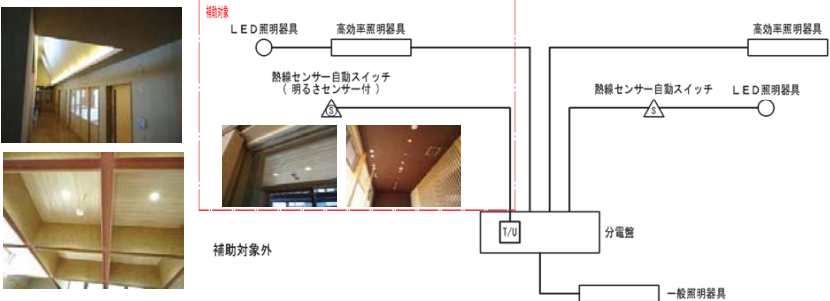 補助対象
LED照明器具
高効率照明器具
高効率照明器具
熱線センサー自動スイッチ
(明るさセンサー付)
S
熱線センサー自動スイッチ
LED照明器具
S
T/U
分電盤
補助対象外
一般照明器具